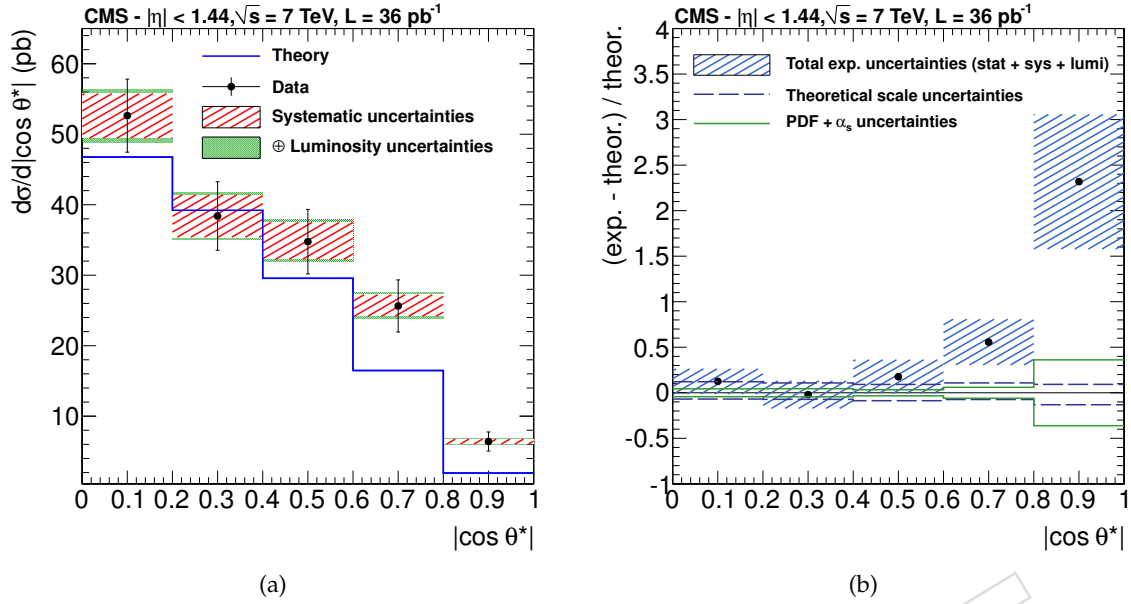 CMS - |η| < 1.44, √s = 7 TeV, L = 36 pb⁻¹
dσ/d|cos θ*| (pb)
60
50
40
30
20
10
Theory
Data
Systematic uncertainties
⊕ Luminosity uncertainties
0 0.1 0.2 0.3 0.4 0.5 0.6 0.7 0.8 0.9 1
|cos θ*|
(a)
CMS - |η| < 1.44, √s = 7 TeV, L = 36 pb⁻¹
(exp. - theor.) / theor.
4
3.5
3
2.5
2
1.5
1
0.5
0
-0.5
-1
Total exp. uncertainties (stat + sys + lumi)
Theoretical scale uncertainties
PDF + αₛ uncertainties
0 0.1 0.2 0.3 0.4 0.5 0.6 0.7 0.8 0.9 1
|cos θ*|
(b)